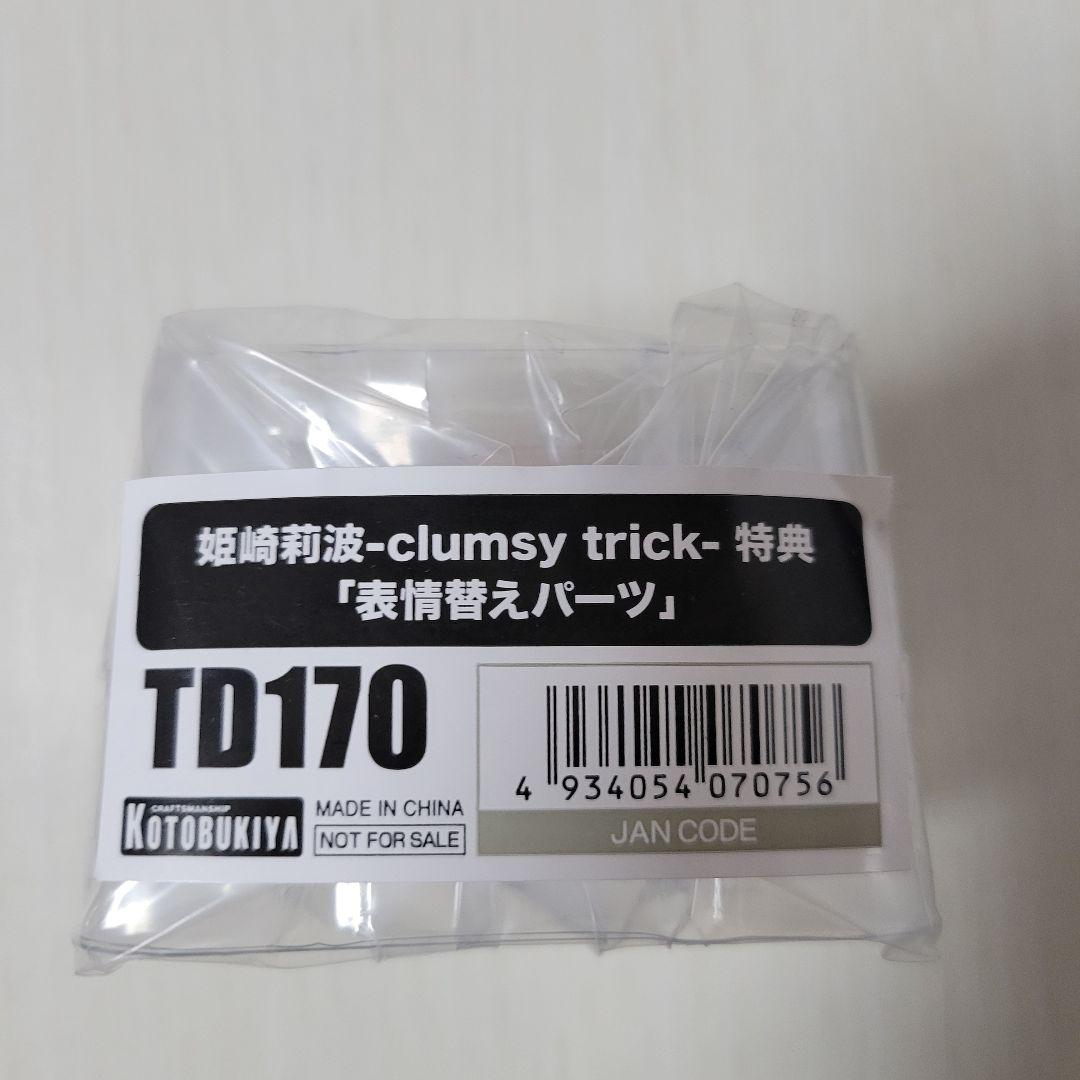 姫崎莉波-clumsy trick- 特典
「表情替えパーツ」
TD170
4 934054 070756
JAN CODE
CRAFTSMANSHIP
KOTOBUKIYA
MADE IN CHINA
NOT FOR SALE